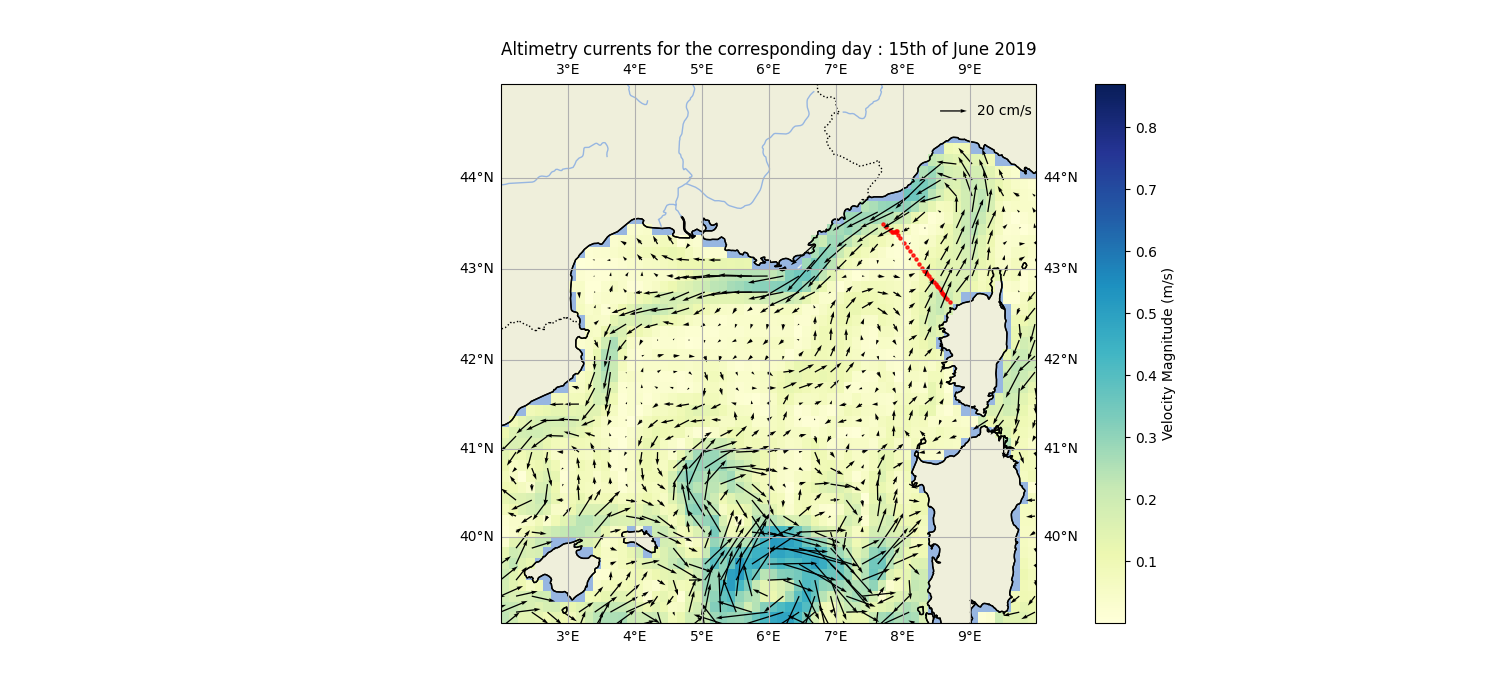 Altimetry currents for the corresponding day : 15th of June 2019
3°E 4°E 5°E 6°E 7°E 8°E 9°E
20 cm/s
44°N 44°N
43°N 43°N
42°N 42°N
41°N 41°N
40°N 40°N
3°E 4°E 5°E 6°E 7°E 8°E 9°E
0.8
0.7
0.6
0.5
0.4
0.3
0.2
0.1
Velocity Magnitude (m/s)